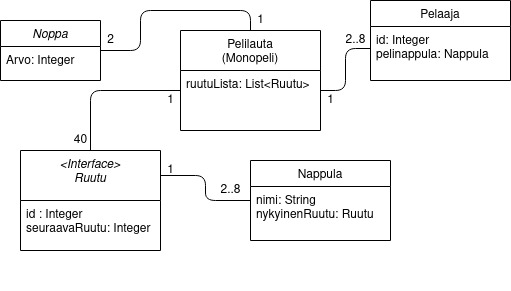 Noppa
Arvo: Integer
2
1
Pelilauta
(Monopeli)
ruutuLista: List<Ruutu>
2..8
1
Pelaaja
id: Integer
pelinappula: Nappula
1
40
<Interface>
Ruutu
id : Integer
seuraavaRuutu: Integer
1
2..8
Nappula
nimi: String
nykyinenRuutu: Ruutu